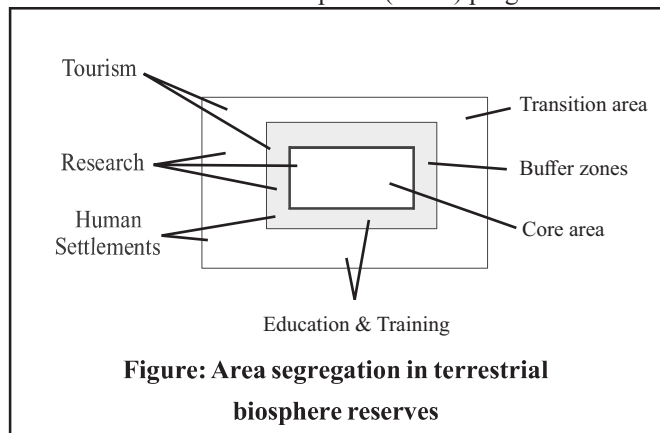 Tourism
Transition area
Research
Buffer zones
Human
Settlements
Core area
Education & Training
Figure: Area segregation in terrestrial
biosphere reserves